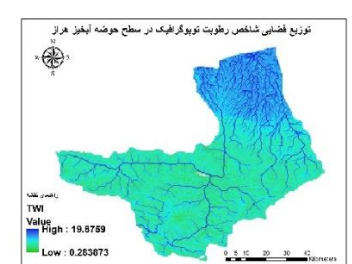 توزیع فضایی شاخص رطوبت توپوگرافیک در سطح حوضه آبخیز هراز
N
W E
S
راهنمای نقشه
TWI
Value
High : 19.8759
Low : 0.283873
0 5 10 20 30 40
Kilometers